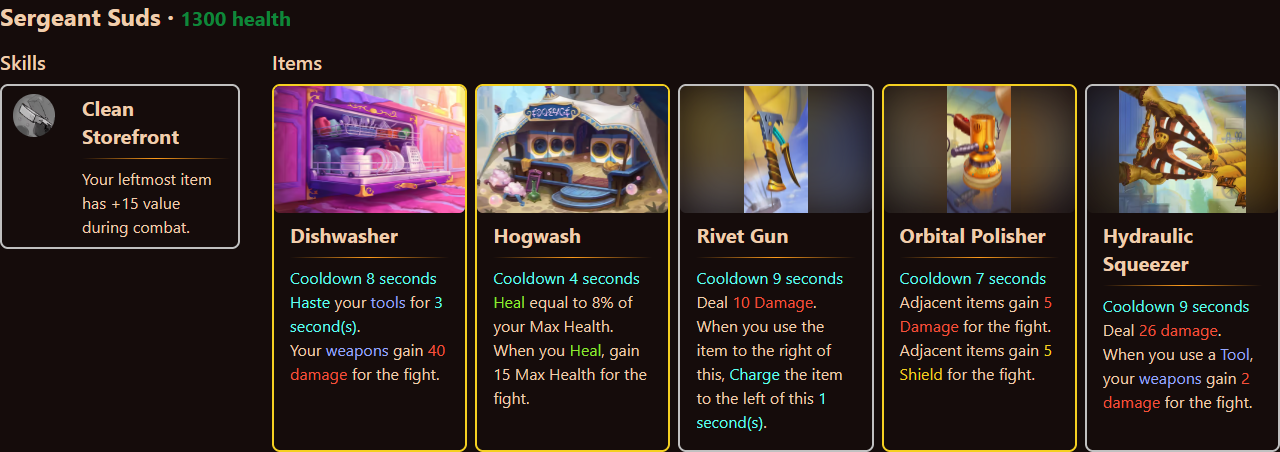 Sergeant Suds · 1300 health
Skills
Clean
Storefront
Your leftmost item
has +15 value
during combat.
Items
Dishwasher
Cooldown 8 seconds
Haste your tools for 3
second(s).
Your weapons gain 40
damage for the fight.
HOGWASH
Hogwash
Cooldown 4 seconds
Heal equal to 8% of
your Max Health.
When you Heal, gain
15 Max Health for the
fight.
Rivet Gun
Cooldown 9 seconds
Deal 10 Damage.
When you use the
item to the right of
this, Charge the item
to the left of this 1
second(s).
Orbital Polisher
Cooldown 7 seconds
Adjacent items gain 5
Damage for the fight.
Adjacent items gain 5
Shield for the fight.
Hydraulic
Squeezer
Cooldown 9 seconds
Deal 26 damage.
When you use a Tool,
your weapons gain 2
damage for the fight.